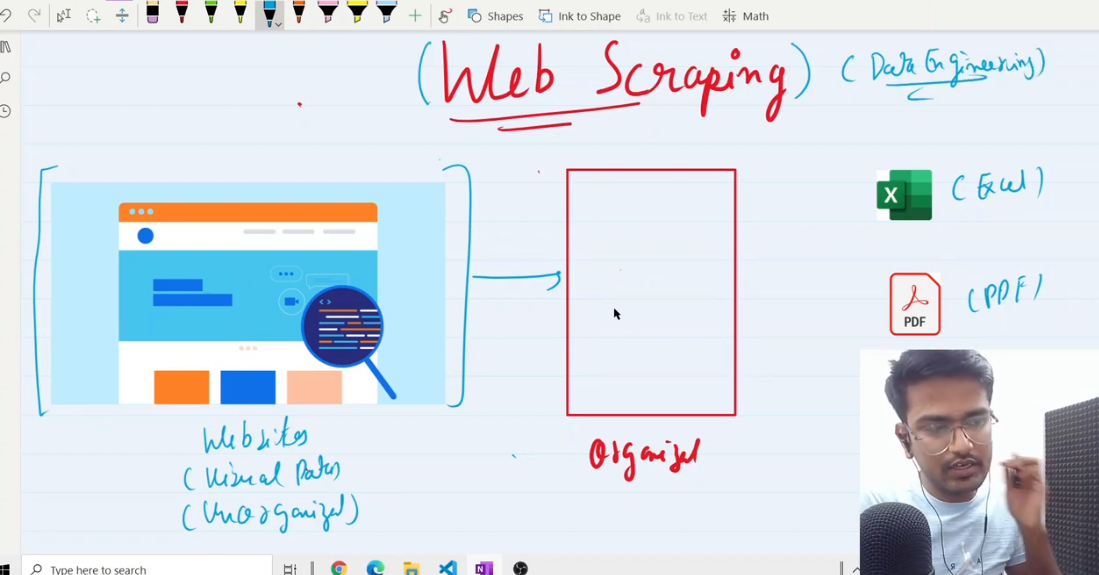 Shapes Ink to Shape Ink to Text Math
(Web Scraping) (Data Engineering)
X (Excel)
PDF (PDF)
<>
Websites
(Visual Data
(Unorganized)
Organized
Type here to search